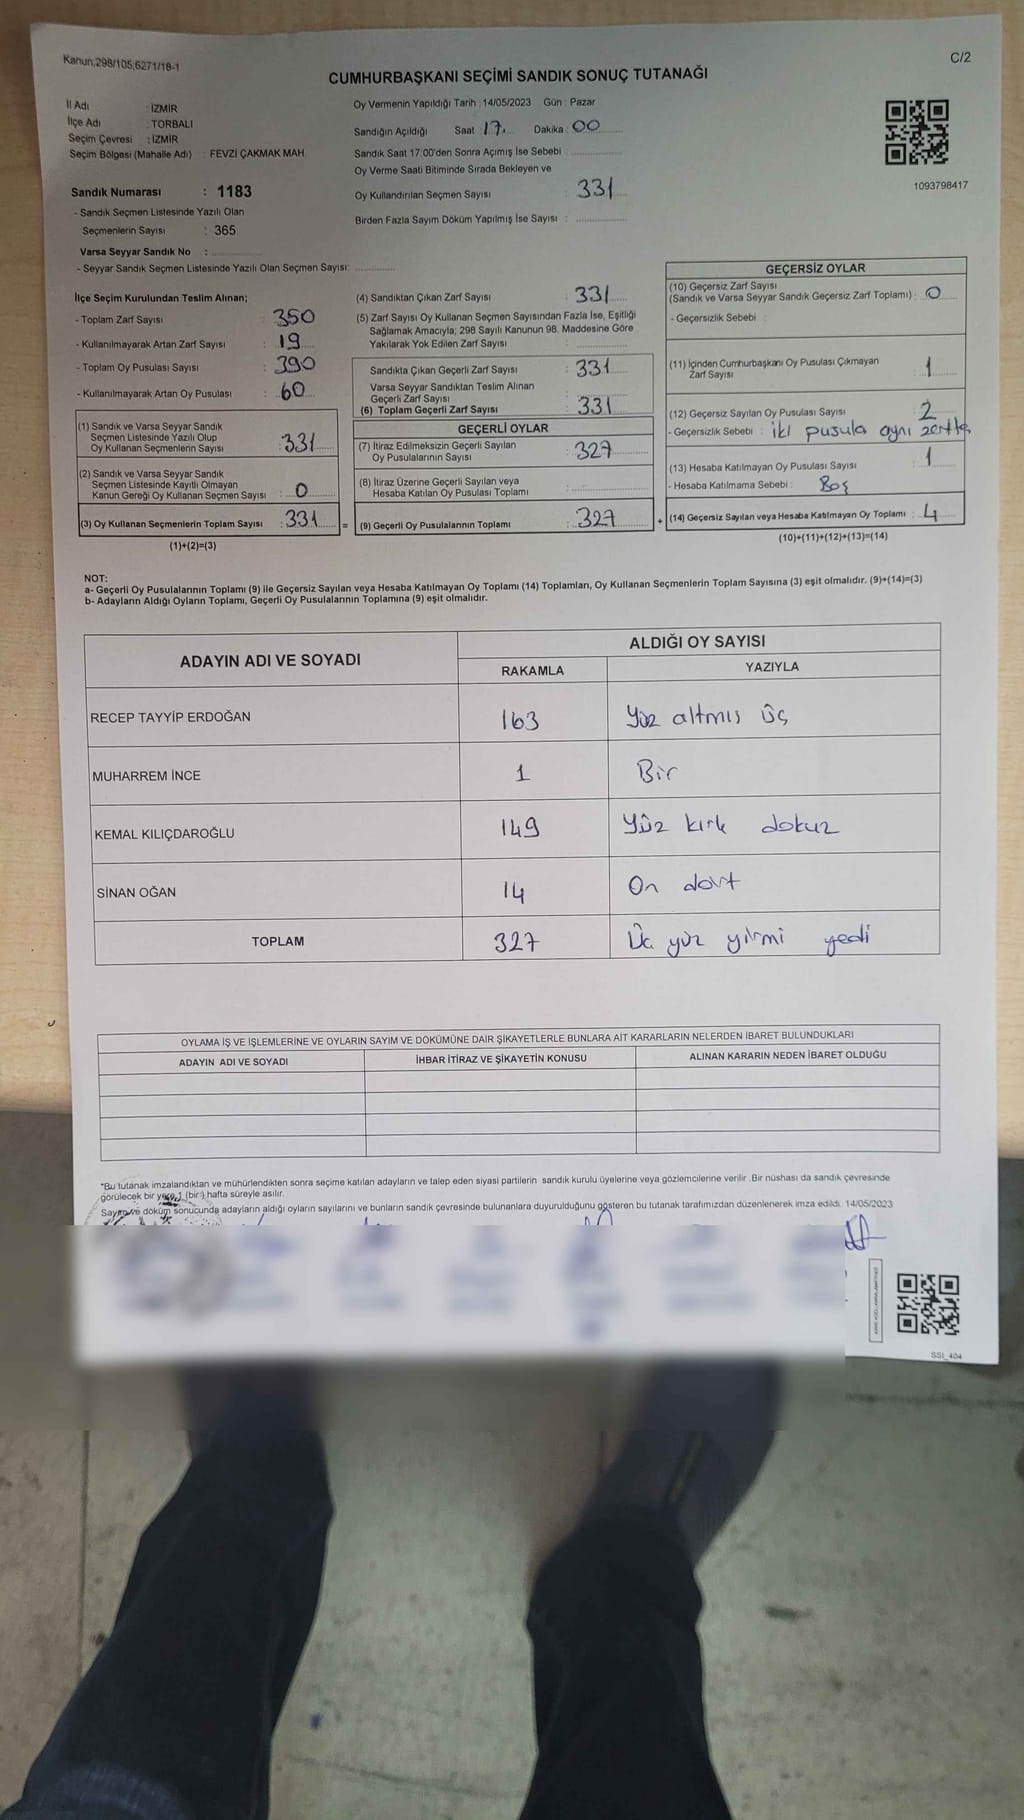 Kanun;298/105,6271/18-1
C/2
CUMHURBAŞKANI SEÇİMİ SANDIK SONUÇ TUTANAĞI
İl Adı : İZMİR
İlçe Adı : TORBALI
Seçim Çevresi : İZMİR
Seçim Bölgesi (Mahalle Adı) : FEVZİ ÇAKMAK MAH.
Sandık Numarası : 1183
- Sandık Seçmen Listesinde Yazılı Olan
Seçmenlerin Sayısı : 365
Varsa Seyyar Sandık No :
- Seyyar Sandık Seçmen Listesinde Yazılı Olan Seçmen Sayısı:
Oy Vermenin Yapıldığı Tarih : 14/05/2023 Gün : Pazar
Sandığın Açıldığı Saat : 17. Dakika : 00
Sandık Saat 17:00'den Sonra Açımış İse Sebebi :
Oy Verme Saati Bitiminde Sırada Bekleyen ve
Oy Kullandırılan Seçmen Sayısı : 331
Birden Fazla Sayım Döküm Yapılmış İse Sayısı :
1093798417
İlçe Seçim Kurulundan Teslim Alınan;
- Toplam Zarf Sayısı : 350
- Kullanılmayarak Artan Zarf Sayısı : 19
- Toplam Oy Pusulası Sayısı : 390
- Kullanılmayarak Artan Oy Pusulası : 60
(1) Sandık ve Varsa Seyyar Sandık
Seçmen Listesinde Yazılı Olup
Oy Kullanan Seçmenlerin Sayısı : 331
(2) Sandık ve Varsa Seyyar Sandık
Seçmen Listesinde Kayıtlı Olmayan
Kanun Gereği Oy Kullanan Seçmen Sayısı : 0
(3) Oy Kullanan Seçmenlerin Toplam Sayısı : 331 =
(1)+(2)=(3)
(4) Sandıktan Çıkan Zarf Sayısı : 331
(5) Zarf Sayısı Oy Kullanan Seçmen Sayısından Fazla İse, Eşitliği
Sağlamak Amacıyla; 298 Sayılı Kanunun 98. Maddesine Göre
Yakılarak Yok Edilen Zarf Sayısı :
Sandıkta Çıkan Geçerli Zarf Sayısı : 331
Varsa Seyyar Sandıktan Teslim Alınan
Geçerli Zarf Sayısı :
(6) Toplam Geçerli Zarf Sayısı : 331
GEÇERLİ OYLAR
(7) İtiraz Edilmeksizin Geçerli Sayılan
Oy Pusulalarının Sayısı : 327
(8) İtiraz Üzerine Geçerli Sayılan veya
Hesaba Katılan Oy Pusulası Toplamı :
(9) Geçerli Oy Pusulalarının Toplamı : 327 +
GEÇERSİZ OYLAR
(10) Geçersiz Zarf Sayısı
(Sandık ve Varsa Seyyar Sandık Geçersiz Zarf Toplamı) : 0
- Geçersizlik Sebebi :
(11) İçinden Cumhurbaşkanı Oy Pusulası Çıkmayan
Zarf Sayısı : 1
(12) Geçersiz Sayılan Oy Pusulası Sayısı : 2
- Geçersizlik Sebebi : iki pusula aynı zarfta
(13) Hesaba Katılmayan Oy Pusulası Sayısı : 1
- Hesaba Katılmama Sebebi : Boş
(14) Geçersiz Sayılan veya Hesaba Katılmayan Oy Toplamı : 4
(10)+(11)+(12)+(13)=(14)
NOT:
a- Geçerli Oy Pusulalarının Toplamı (9) ile Geçersiz Sayılan veya Hesaba Katılmayan Oy Toplamı (14) Toplamları, Oy Kullanan Seçmenlerin Toplam Sayısına (3) eşit olmalıdır. (9)+(14)=(3)
b- Adayların Aldığı Oyların Toplamı, Geçerli Oy Pusulalarının Toplamına (9) eşit olmalıdır.
ADAYIN ADI VE SOYADI
ALDIĞI OY SAYISI
RAKAMLA YAZIYLA
RECEP TAYYİP ERDOĞAN 163 Yüz altmış üç
MUHARREM İNCE 1 Bir
KEMAL KILIÇDAROĞLU 149 Yüz kırk dokuz
SİNAN OĞAN 14 On dört
TOPLAM 327 Üç yüz yirmi yedi
OYLAMA İŞ VE İŞLEMLERİNE VE OYLARIN SAYIM VE DÖKÜMÜNE DAİR ŞİKAYETLERLE BUNLARA AİT KARARLARIN NELERDEN İBARET BULUNDUKLARI
ADAYIN ADI VE SOYADI İHBAR İTİRAZ VE ŞİKAYETİN KONUSU ALINAN KARARIN NEDEN İBARET OLDUĞU
*Bu tutanak imzalandıktan ve mühürlendikten sonra seçime katılan adayların ve talep eden siyasi partilerin sandık kurulu üyelerine veya gözlemcilerine verilir .Bir nüshası da sandık çevresinde
görülecek bir yere 1 (bir ) hafta süreyle asılır.
Sayım ve döküm sonucunda adayların aldığı oyların sayılarını ve bunların sandık çevresinde bulunanlara duyurulduğunu gösteren bu tutanak tarafımızdan düzenlenerek imza edildi. 14/05/2023
SSI_404